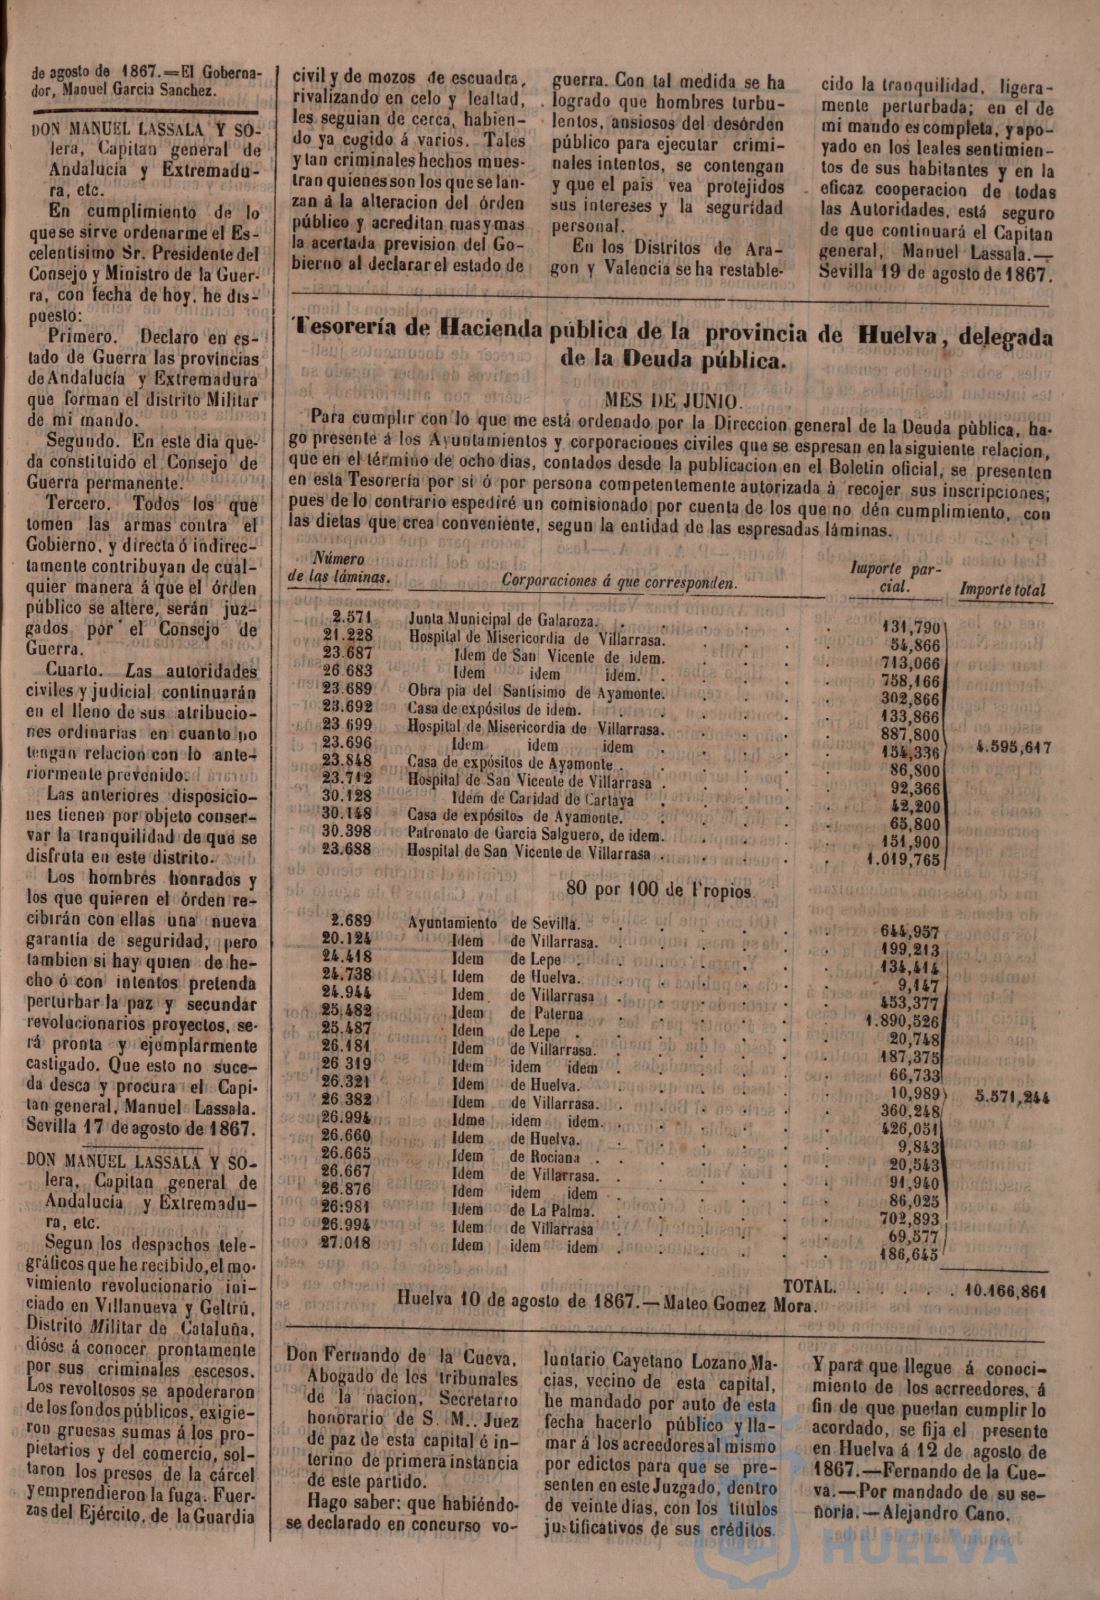 de agosto de 1867.=El Goberna-
dor, Manuel Garcia Sanchez.
DON MANUEL LASSALA Y SO-
lera, Capitan general de
Andalucía y Extremadu-
ra, etc.
En cumplimiento de lo
que se sirve ordenarme el Es-
celentísimo Sr. Presidente del
Consejo y Ministro de la Guer-
ra, con fecha de hoy, he dis-
puesto:
Primero. Declaro en es-
tado de Guerra las provincias
de Andalucía y Extremadura
que forman el distrito Militar
de mi mando.
Segundo. En este dia que-
da constituido el Consejo de
Guerra permanente.
Tercero. Todos los que
tomen las armas contra el
Gobierno, y directa ó indirec-
tamente contribuyan de cual-
quier manera á que el órden
público se altere, serán juz-
gados por el Consejo de
Guerra.
Cuarto. Las autoridades
civiles y judicial continuarán
en el lleno de sus atribucio-
nes ordinarias en cuanto no
tengan relacion con lo ante-
riormente prevenido.
Las anteriores disposicio-
nes tienen por objeto conser-
var la tranquilidad de que se
disfruta en este distrito.
Los hombres honrados y
los que quieren el órden re-
cibirán con ellas una nueva
garantía de seguridad, pero
tambien si hay quien de he-
cho ó con intentos pretenda
perturbar la paz y secundar
revolucionarios proyectos, se-
rá pronta y ejemplarmente
castigado. Que esto no suce-
da desea y procura el Capi-
tan general, Manuel Lassala.
Sevilla 17 de agosto de 1867.
DON MANUEL LASSALA Y SO-
lera, Capitan general de
Andalucía y Extremadu-
ra, etc.
Segun los despachos tele-
gráficos que he recibido, el mo-
vimiento revolucionario ini-
ciado en Villanueva y Geltrú,
Distrito Militar de Cataluña,
dióse á conocer prontamente
por sus criminales escesos.
Los revoltosos se apoderaron
de los fondos públicos, exigie-
ron gruesas sumas á los pro-
pietarios y del comercio, sol-
taron los presos de la cárcel
y emprendieron la fuga. Fuer-
zas del Ejército, de la Guardia
civil y de mozos de escuadra,
rivalizando en celo y lealtad,
les seguian de cerca, habien-
do ya cogido á varios. Tales
y tan criminales hechos mues-
tran quienes son los que se lan-
zan á la alteracion del órden
público y acreditan mas y mas
la acertada prevision del Go-
bierno al declarar el estado de
guerra. Con tal medida se ha
logrado que hombres turbu-
lentos, ansiosos del desórden
público para ejecutar crimi-
nales intentos, se contengan
y que el pais vea protejidos
sus intereses y la seguridad
personal.
En los Distritos de Ara-
gon y Valencia se ha restable-
cido la tranquilidad, ligera-
mente perturbada; en el de
mi mando es completa, y apo-
yado en los leales sentimien-
tos de sus habitantes y en la
eficaz cooperacion de todas
las Autoridades, está seguro
de que continuará el Capitan
general, Manuel Lassala.—
Sevilla 19 de agosto de 1867.
Tesorería de Hacienda pública de la provincia de Huelva, delegada
de la Deuda pública.
MES DE JUNIO.
Para cumplir con lo que me está ordenado por la Direccion general de la Deuda pùblica, ha-
go presente á los Ayuntamientos y corporaciones civiles que se espresan en la siguiente relacion,
que en el término de ocho dias, contados desde la publicacion en el Boletin oficial, se presenten
en esta Tesorería por si ó por persona competentemente autorizada à recojer sus inscripciones;
pues de lo contrario espediré un comisionado por cuenta de los que no dén cumplimiento, con
las dietas que crea conveniente, segun la entidad de las espresadas láminas.
Número de las láminas. Corporaciones á que corresponden. Importe par- cial. Importe total
2.571 Junta Municipal de Galaroza. 131,790
21.228 Hospital de Misericordia de Villarrasa. 54,866
23.687 Idem de San Vicente de idem. 713,066
26 683 Idem idem idem. 758,166
23.689 Obra pia del Santisimo de Ayamonte. 302,866
23.692 Casa de expósitos de idem. 133,866
23 699 Hospital de Misericordia de Villarrasa. 887,800
23.696 Idem idem idem 154,336 4.595,617
23.848 Casa de expósitos de Ayamonte. 86,800
23.712 Hospital de San Vicente de Villarrasa 92,366
30.128 Idem de Caridad de Cartaya 42,200
30.148 Casa de expósitos de Ayamonte. 65,800
30.398 Patronato de Garcia Salguero, de idem. 151,900
23.688 Hospital de San Vicente de Villarrasa 1.019,765
80 por 100 de Propios
2.689 Ayuntamiento de Sevilla. 644,957
20.124 Idem de Villarrasa. 199,213
24.418 Idem de Lepe 134,414
24.738 Idem de Huelva. 9,147
24.944 Idem de Villarrasa 453,377
25,482 Idem de Paterna 1.890,526
25.487 Idem de Lepe 20,748
26.181 Idem de Villarrasa. 187,375
26 319 Idem idem idem 66,733
26.321 Idem de Huelva. 10,989 5.571,244
26 382 Idem de Villarrasa. 360,248
26.994 Idme idem idem. 426,051
26.660 Idem de Huelva. 9,843
26.665 Idem de Rociana 20,543
26.667 Idem de Villarrasa. 91,940
26.876 Idem idem idem 86,025
26:981 Idem de La Palma. 702,893
26.994 Idem de Villarrasa 69,577
27.018 Idem idem idem 186,645
TOTAL. . . . . . 10.166,861
Huelva 10 de agosto de 1867.—Mateo Gomez Mora.
Don Fernando de la Cueva,
Abogado de los tribunales
de la nacion, Secretario
honorario de S. M., Juez
de paz de esta capital é in-
terino de primera instancia
de este partido.
Hago saber: que habiéndo-
se declarado en concurso vo-
luntario Cayetano Lozano Ma-
cias, vecino de esta capital,
he mandado por auto de esta
fecha hacerlo público y lla-
mar á los acreedores al mismo
por edictos para que se pre-
senten en este Juzgado, dentro
de veinte dias, con los titulos
justificativos de sus créditos.
Y para que llegue á conoci-
miento de los acrreedores, á
fin de que puedan cumplir lo
acordado, se fija el presente
en Huelva á 12 de agosto de
1867.—Fernando de la Cue-
va.—Por mandado de su se-
ñoria.—Alejandro Cano.
HUELVA